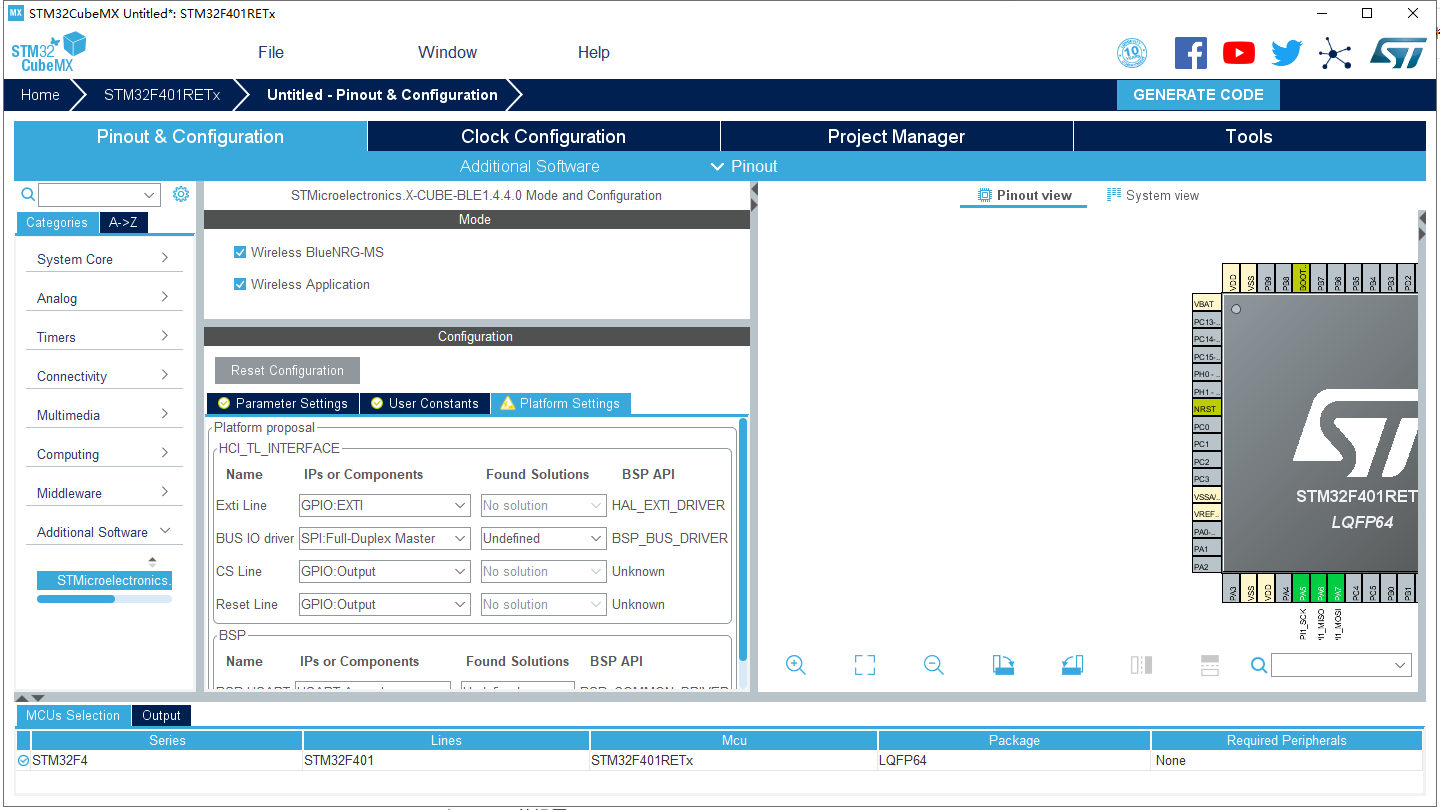 MX STM32CubeMX Untitled*: STM32F401RETx
STM32
CubeMX
File Window Help
10
Home STM32F401RETx Untitled - Pinout & Configuration GENERATE CODE
Pinout & Configuration Clock Configuration Project Manager Tools
Additional Software Pinout
STMicroelectronics.X-CUBE-BLE1.4.4.0 Mode and Configuration
Pinout view System view
Categories A->Z
System Core
Analog
Timers
Connectivity
Multimedia
Computing
Middleware
Additional Software
STMicroelectronics.
Mode
Wireless BlueNRG-MS
Wireless Application
Configuration
Reset Configuration
Parameter Settings User Constants Platform Settings
Platform proposal
HCI_TL_INTERFACE
Name IPs or Components Found Solutions BSP API
Exti Line GPIO:EXTI No solution HAL_EXTI_DRIVER
BUS IO driver SPI:Full-Duplex Master Undefined BSP_BUS_DRIVER
CS Line GPIO:Output No solution Unknown
Reset Line GPIO:Output No solution Unknown
BSP
Name IPs or Components Found Solutions BSP API
VDD VSS PB9 PB8 BOOT.. PB7 PB6 PB5 PB4 PB3 PD2
VBAT
PC13-..
PC14-..
PC15-..
PH0 -..
PH1 -..
NRST
PC0
PC1
PC2
PC3
VSSA/..
VREF..
PA0-..
PA1
PA2
STM32F401RET
LQFP64
PA3 VSS VDD PA4 PA5 PA6 PA7 PC4 PC5 PB0 PB1
PI1_SCK
I1_MISO
I1_MOSI
MCUs Selection Output
Series Lines Mcu Package Required Peripherals
STM32F4 STM32F401 STM32F401RETx LQFP64 None